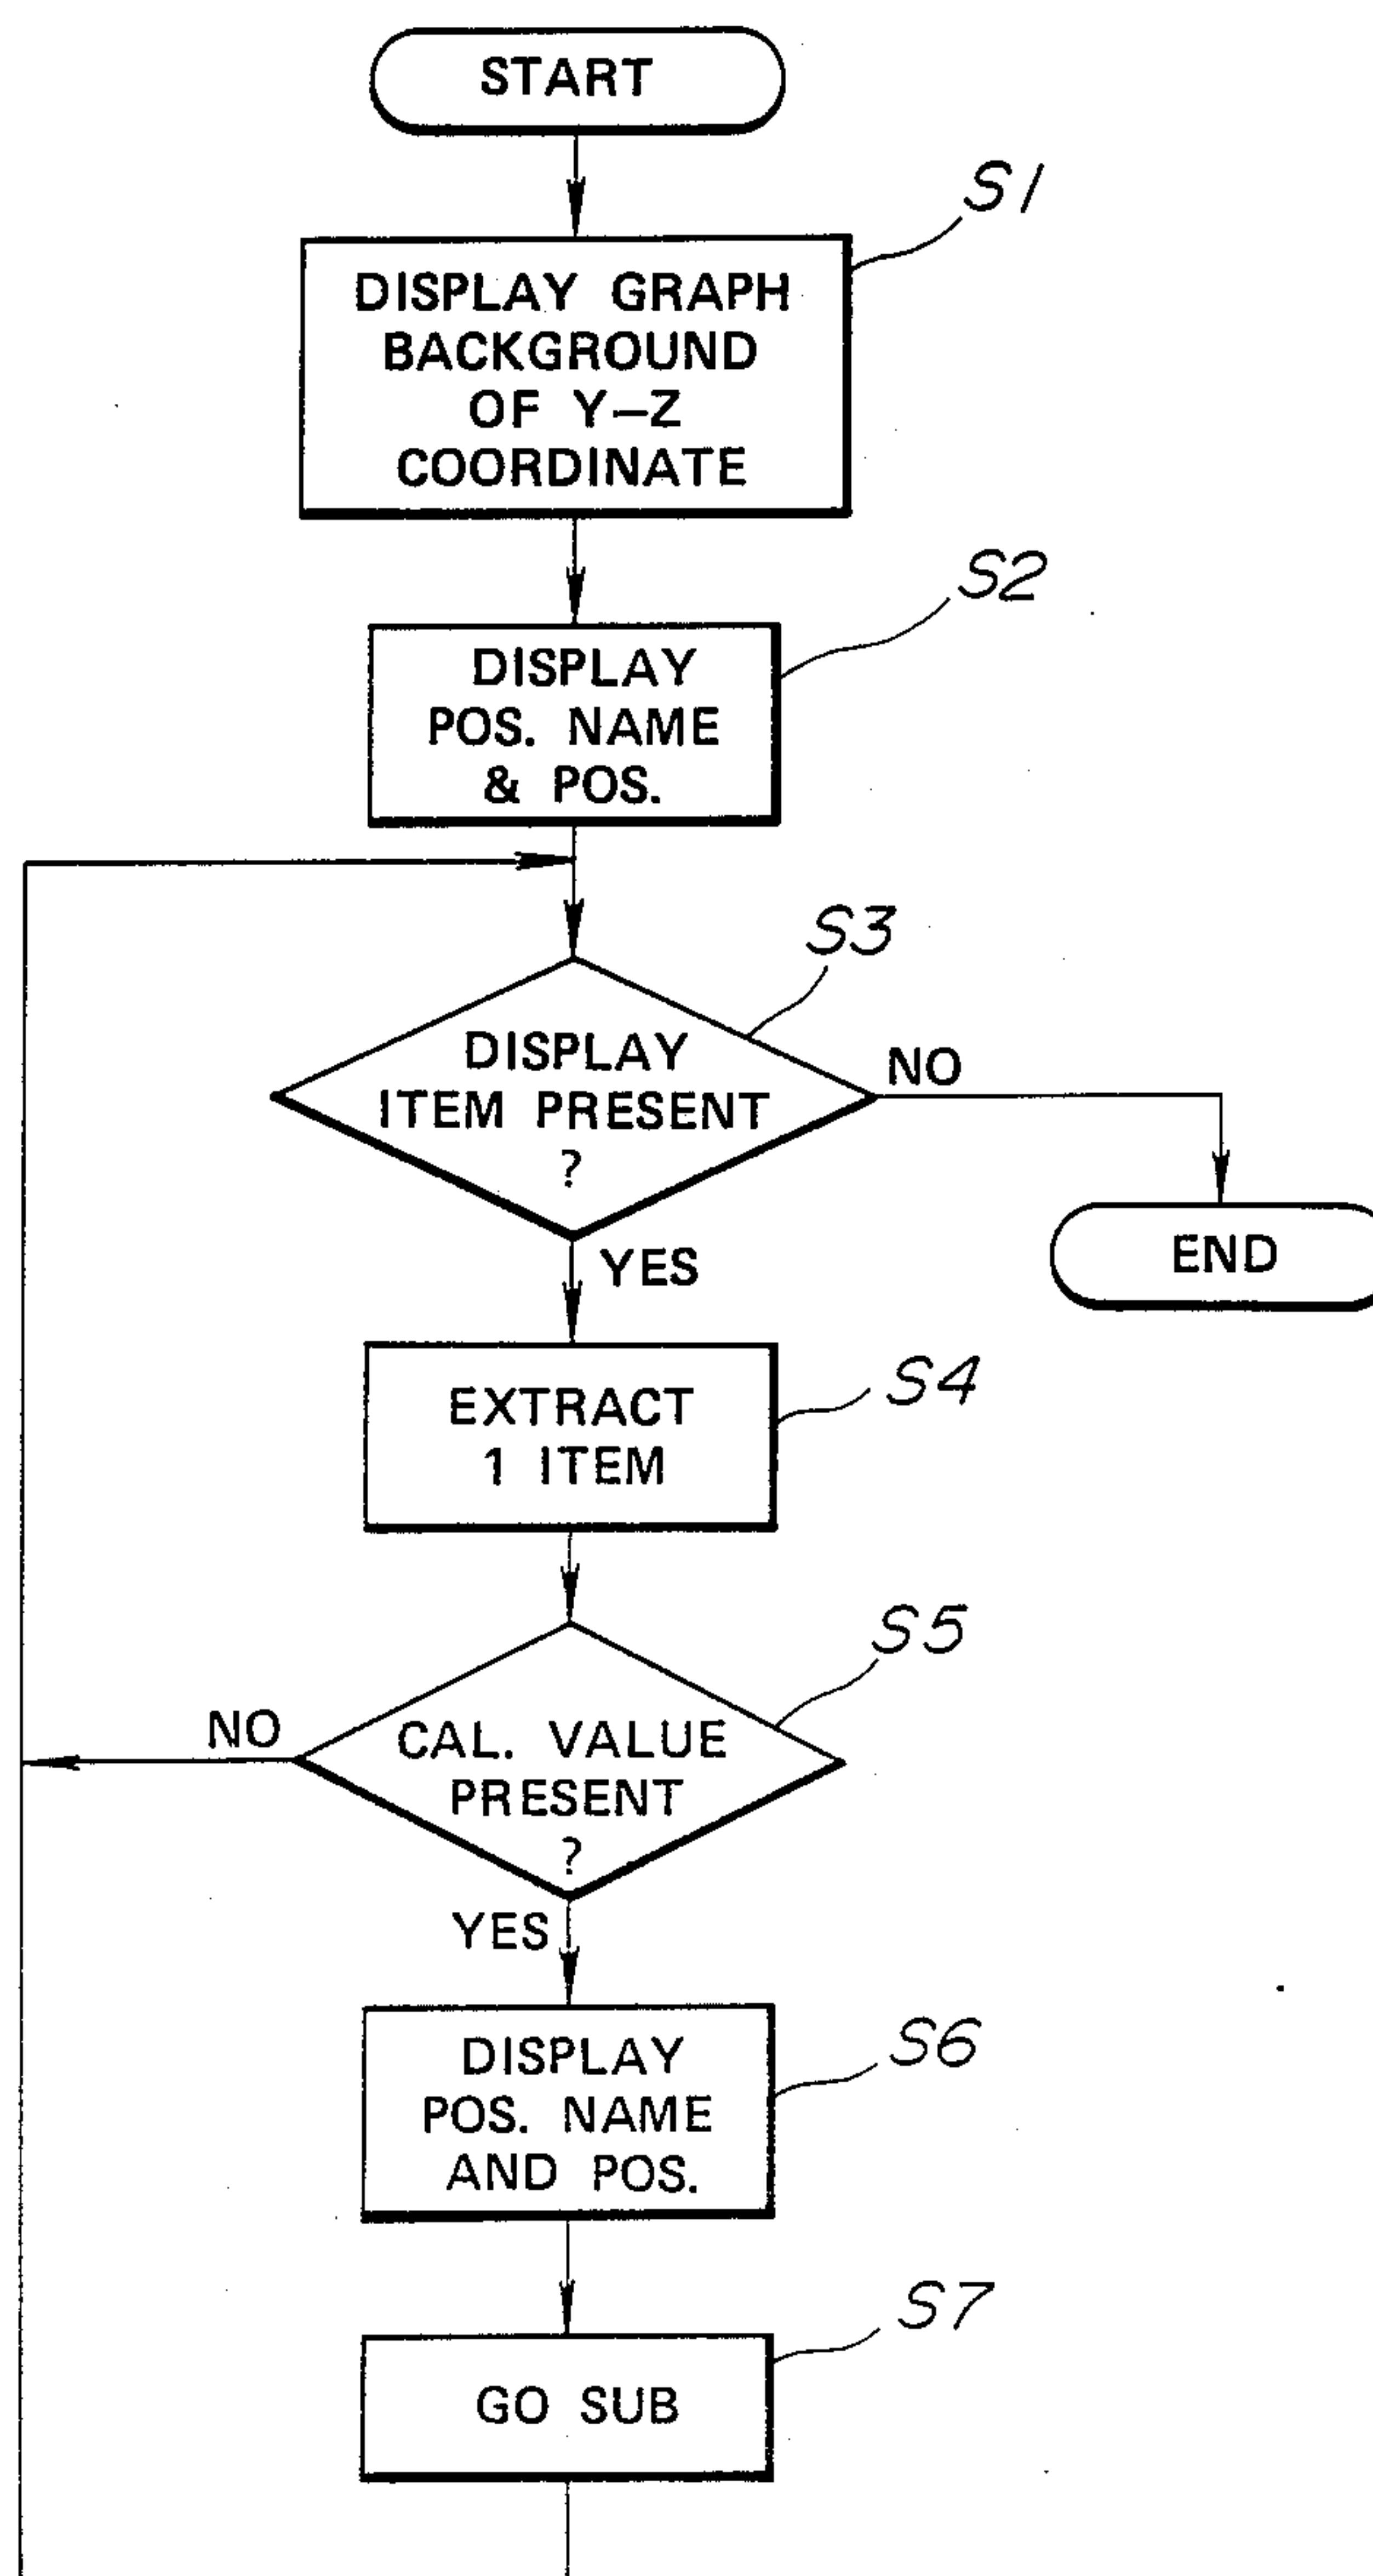 START
S1
DISPLAY GRAPH
BACKGROUND
OF Y–Z
COORDINATE
S2
DISPLAY
POS. NAME
& POS.
S3
DISPLAY
ITEM PRESENT
?
NO
YES
END
S4
EXTRACT
1 ITEM
S5
CAL. VALUE
PRESENT
?
NO
YES
S6
DISPLAY
POS. NAME
AND POS.
S7
GO SUB